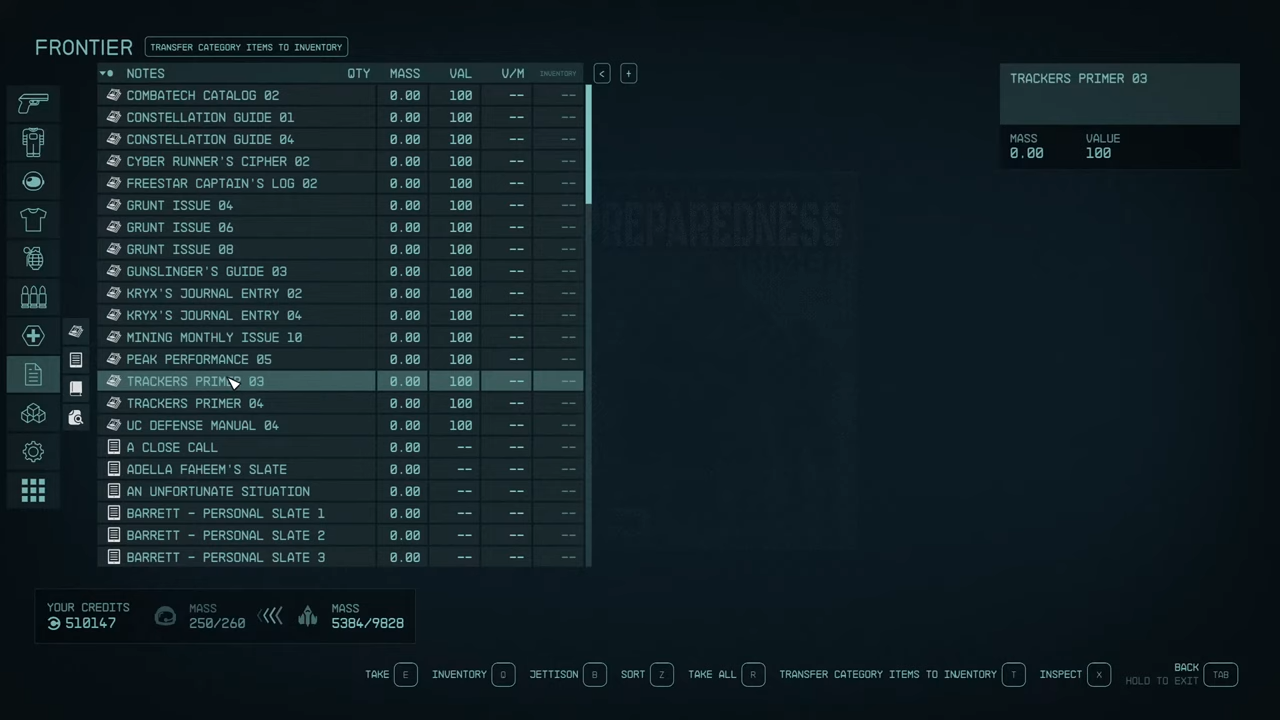 FRONTIER
TRANSFER CATEGORY ITEMS TO INVENTORY
NOTES QTY MASS VAL V/M INVENTORY < +
COMBATECH CATALOG 02 0.00 100 -- --
CONSTELLATION GUIDE 01 0.00 100 -- --
CONSTELLATION GUIDE 04 0.00 100 -- --
CYBER RUNNER'S CIPHER 02 0.00 100 -- --
FREESTAR CAPTAIN'S LOG 02 0.00 100 -- --
GRUNT ISSUE 04 0.00 100 -- --
GRUNT ISSUE 06 0.00 100 -- --
GRUNT ISSUE 08 0.00 100 -- --
GUNSLINGER'S GUIDE 03 0.00 100 -- --
KRYX'S JOURNAL ENTRY 02 0.00 100 -- --
KRYX'S JOURNAL ENTRY 04 0.00 100 -- --
MINING MONTHLY ISSUE 10 0.00 100 -- --
PEAK PERFORMANCE 05 0.00 100 -- --
TRACKERS PRIMER 03 0.00 100 -- --
TRACKERS PRIMER 04 0.00 100 -- --
UC DEFENSE MANUAL 04 0.00 100 -- --
A CLOSE CALL 0.00 -- -- --
ADELLA FAHEEM'S SLATE 0.00 -- -- --
AN UNFORTUNATE SITUATION 0.00 -- -- --
BARRETT - PERSONAL SLATE 1 0.00 -- -- --
BARRETT - PERSONAL SLATE 2 0.00 -- -- --
BARRETT - PERSONAL SLATE 3 0.00 -- -- --
REPAREDNESS
TRACKERS PRIMER 03
MASS VALUE
0.00 100
YOUR CREDITS
510147
MASS
250/260
MASS
5384/9828
TAKE E INVENTORY Q JETTISON B SORT Z TAKE ALL R TRANSFER CATEGORY ITEMS TO INVENTORY T INSPECT X
BACK
HOLD TO EXIT TAB